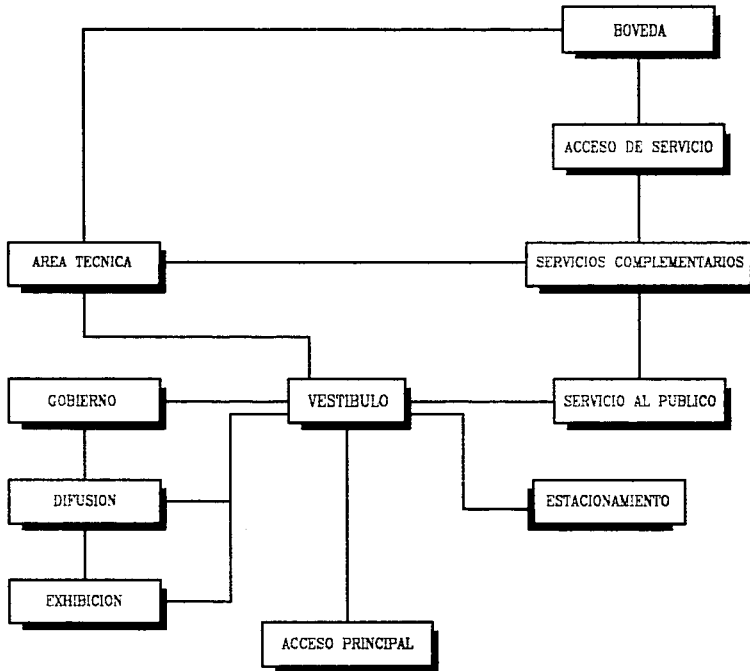 BOVEDA
ACCESO DE SERVICIO
AREA TECNICA
SERVICIOS COMPLEMENTARIOS
GOBIERNO
VESTIBULO
SERVICIO AL PUBLICO
DIFUSION
ESTACIONAMIENTO
EXHIBICION
ACCESO PRINCIPAL